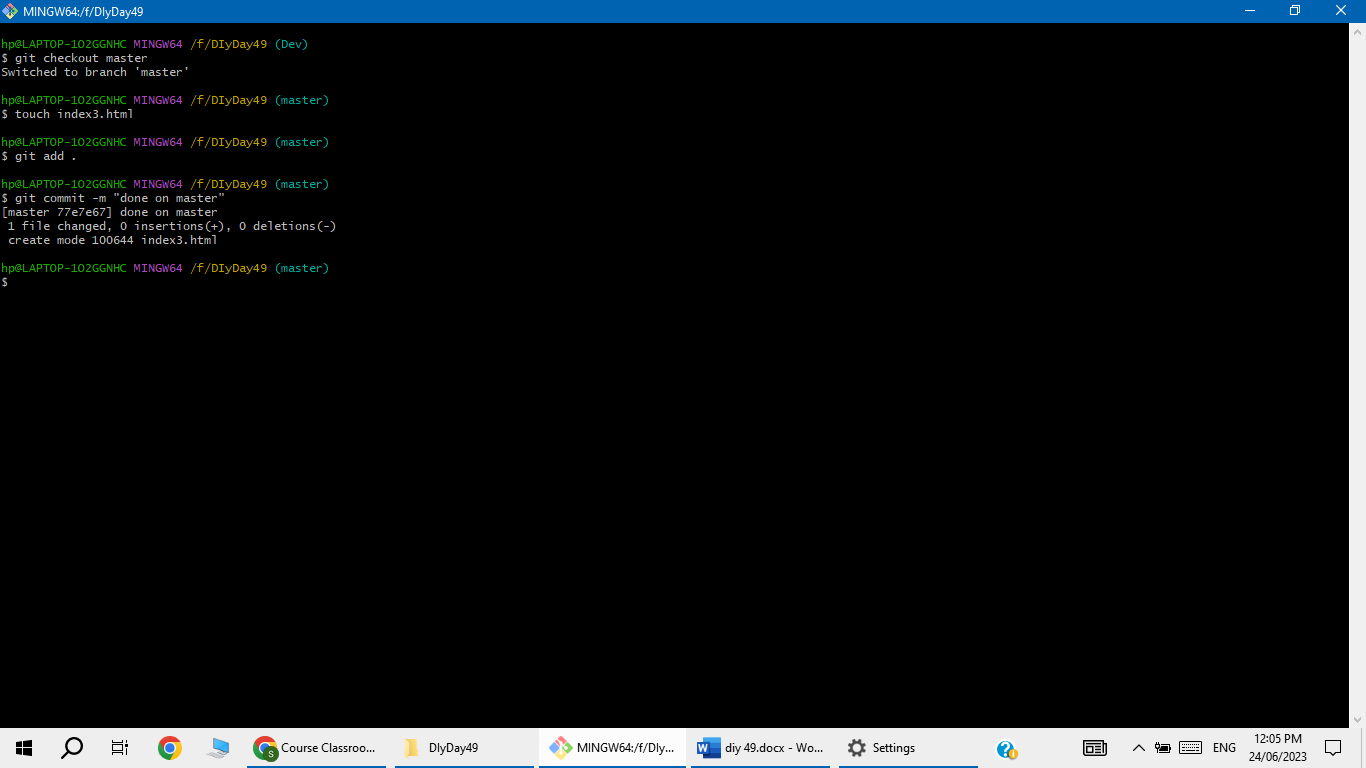 MINGW64:/f/DIyDay49
hp@LAPTOP-1O2GGNHC MINGW64 /f/DIyDay49 (Dev)
$ git checkout master
Switched to branch 'master'
hp@LAPTOP-1O2GGNHC MINGW64 /f/DIyDay49 (master)
$ touch index3.html
hp@LAPTOP-1O2GGNHC MINGW64 /f/DIyDay49 (master)
$ git add .
hp@LAPTOP-1O2GGNHC MINGW64 /f/DIyDay49 (master)
$ git commit -m "done on master"
[master 77e7e67] done on master
 1 file changed, 0 insertions(+), 0 deletions(-)
 create mode 100644 index3.html
hp@LAPTOP-1O2GGNHC MINGW64 /f/DIyDay49 (master)
$
S Course Classroo... DIyDay49 MINGW64:/f/DIy... diy 49.docx - Wo... Settings ENG 12:05 PM
24/06/2023